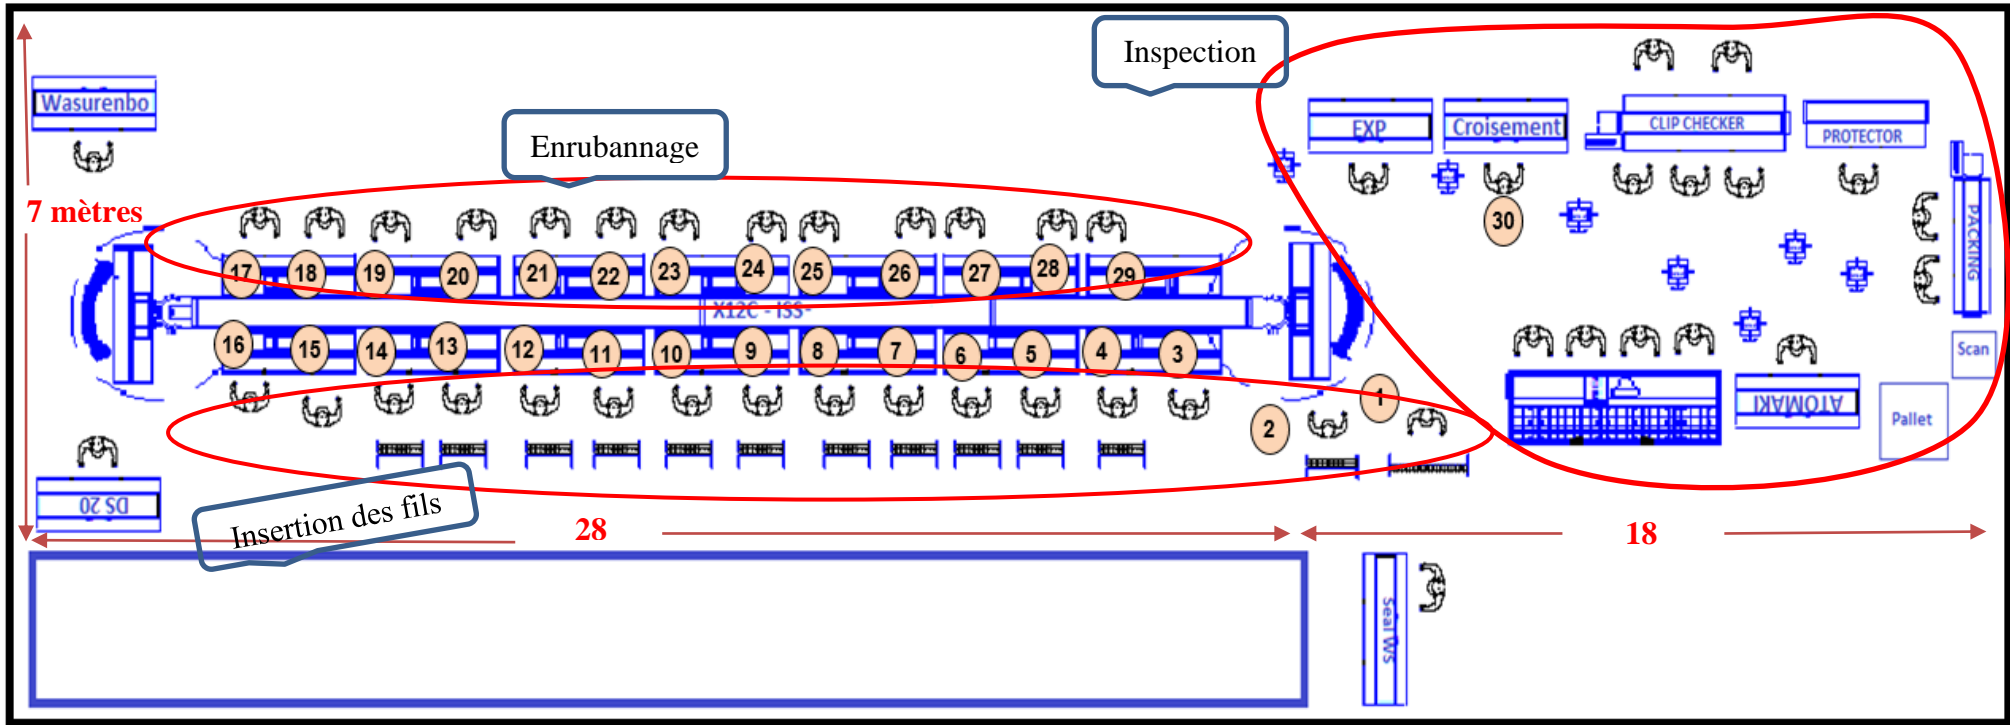 Inspection
Wasurenbo
Enrubannage
EXP
Croisement
CLIP CHECKER
PROTECTOR
7 mètres
PACKING
30
17
18
19
20
21
22
23
24
25
26
27
28
29
X12C - ISS-
16
15
14
13
12
11
10
9
8
7
6
5
4
3
1
2
Scan
ATOMAKI
Pallet
DS 20
Insertion des fils
28
18
Seal Ws